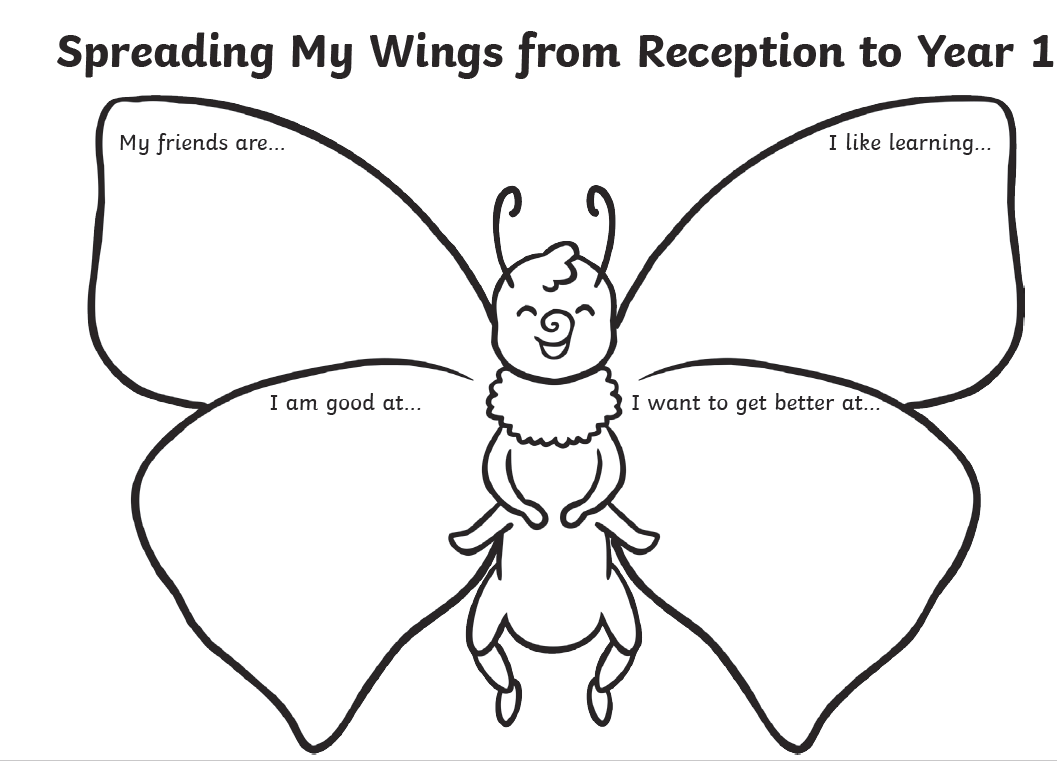 Spreading My Wings from Reception to Year 1
My friends are...
I like learning...
I am good at...
I want to get better at...